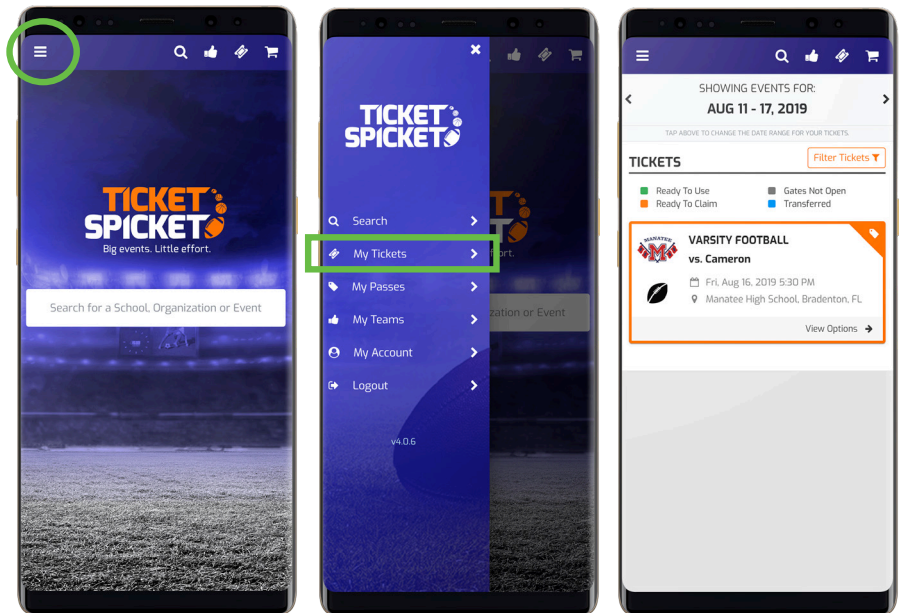 TICKET
SPICKET
Big events. Little effort.
Search for a School, Organization or Event
TICKET
SPICKET
Search
My Tickets
My Passes
My Teams
My Account
Logout
v4.0.6
T
T
fort.
zation or Event
SHOWING EVENTS FOR:
AUG 11 - 17, 2019
TAP ABOVE TO CHANGE THE DATE RANGE FOR YOUR TICKETS.
TICKETS
Filter Tickets
Ready To Use
Gates Not Open
Ready To Claim
Transferred
MANATEE
M
VARSITY FOOTBALL
vs. Cameron
Fri, Aug 16, 2019 5:30 PM
Manatee High School, Bradenton, FL
View Options